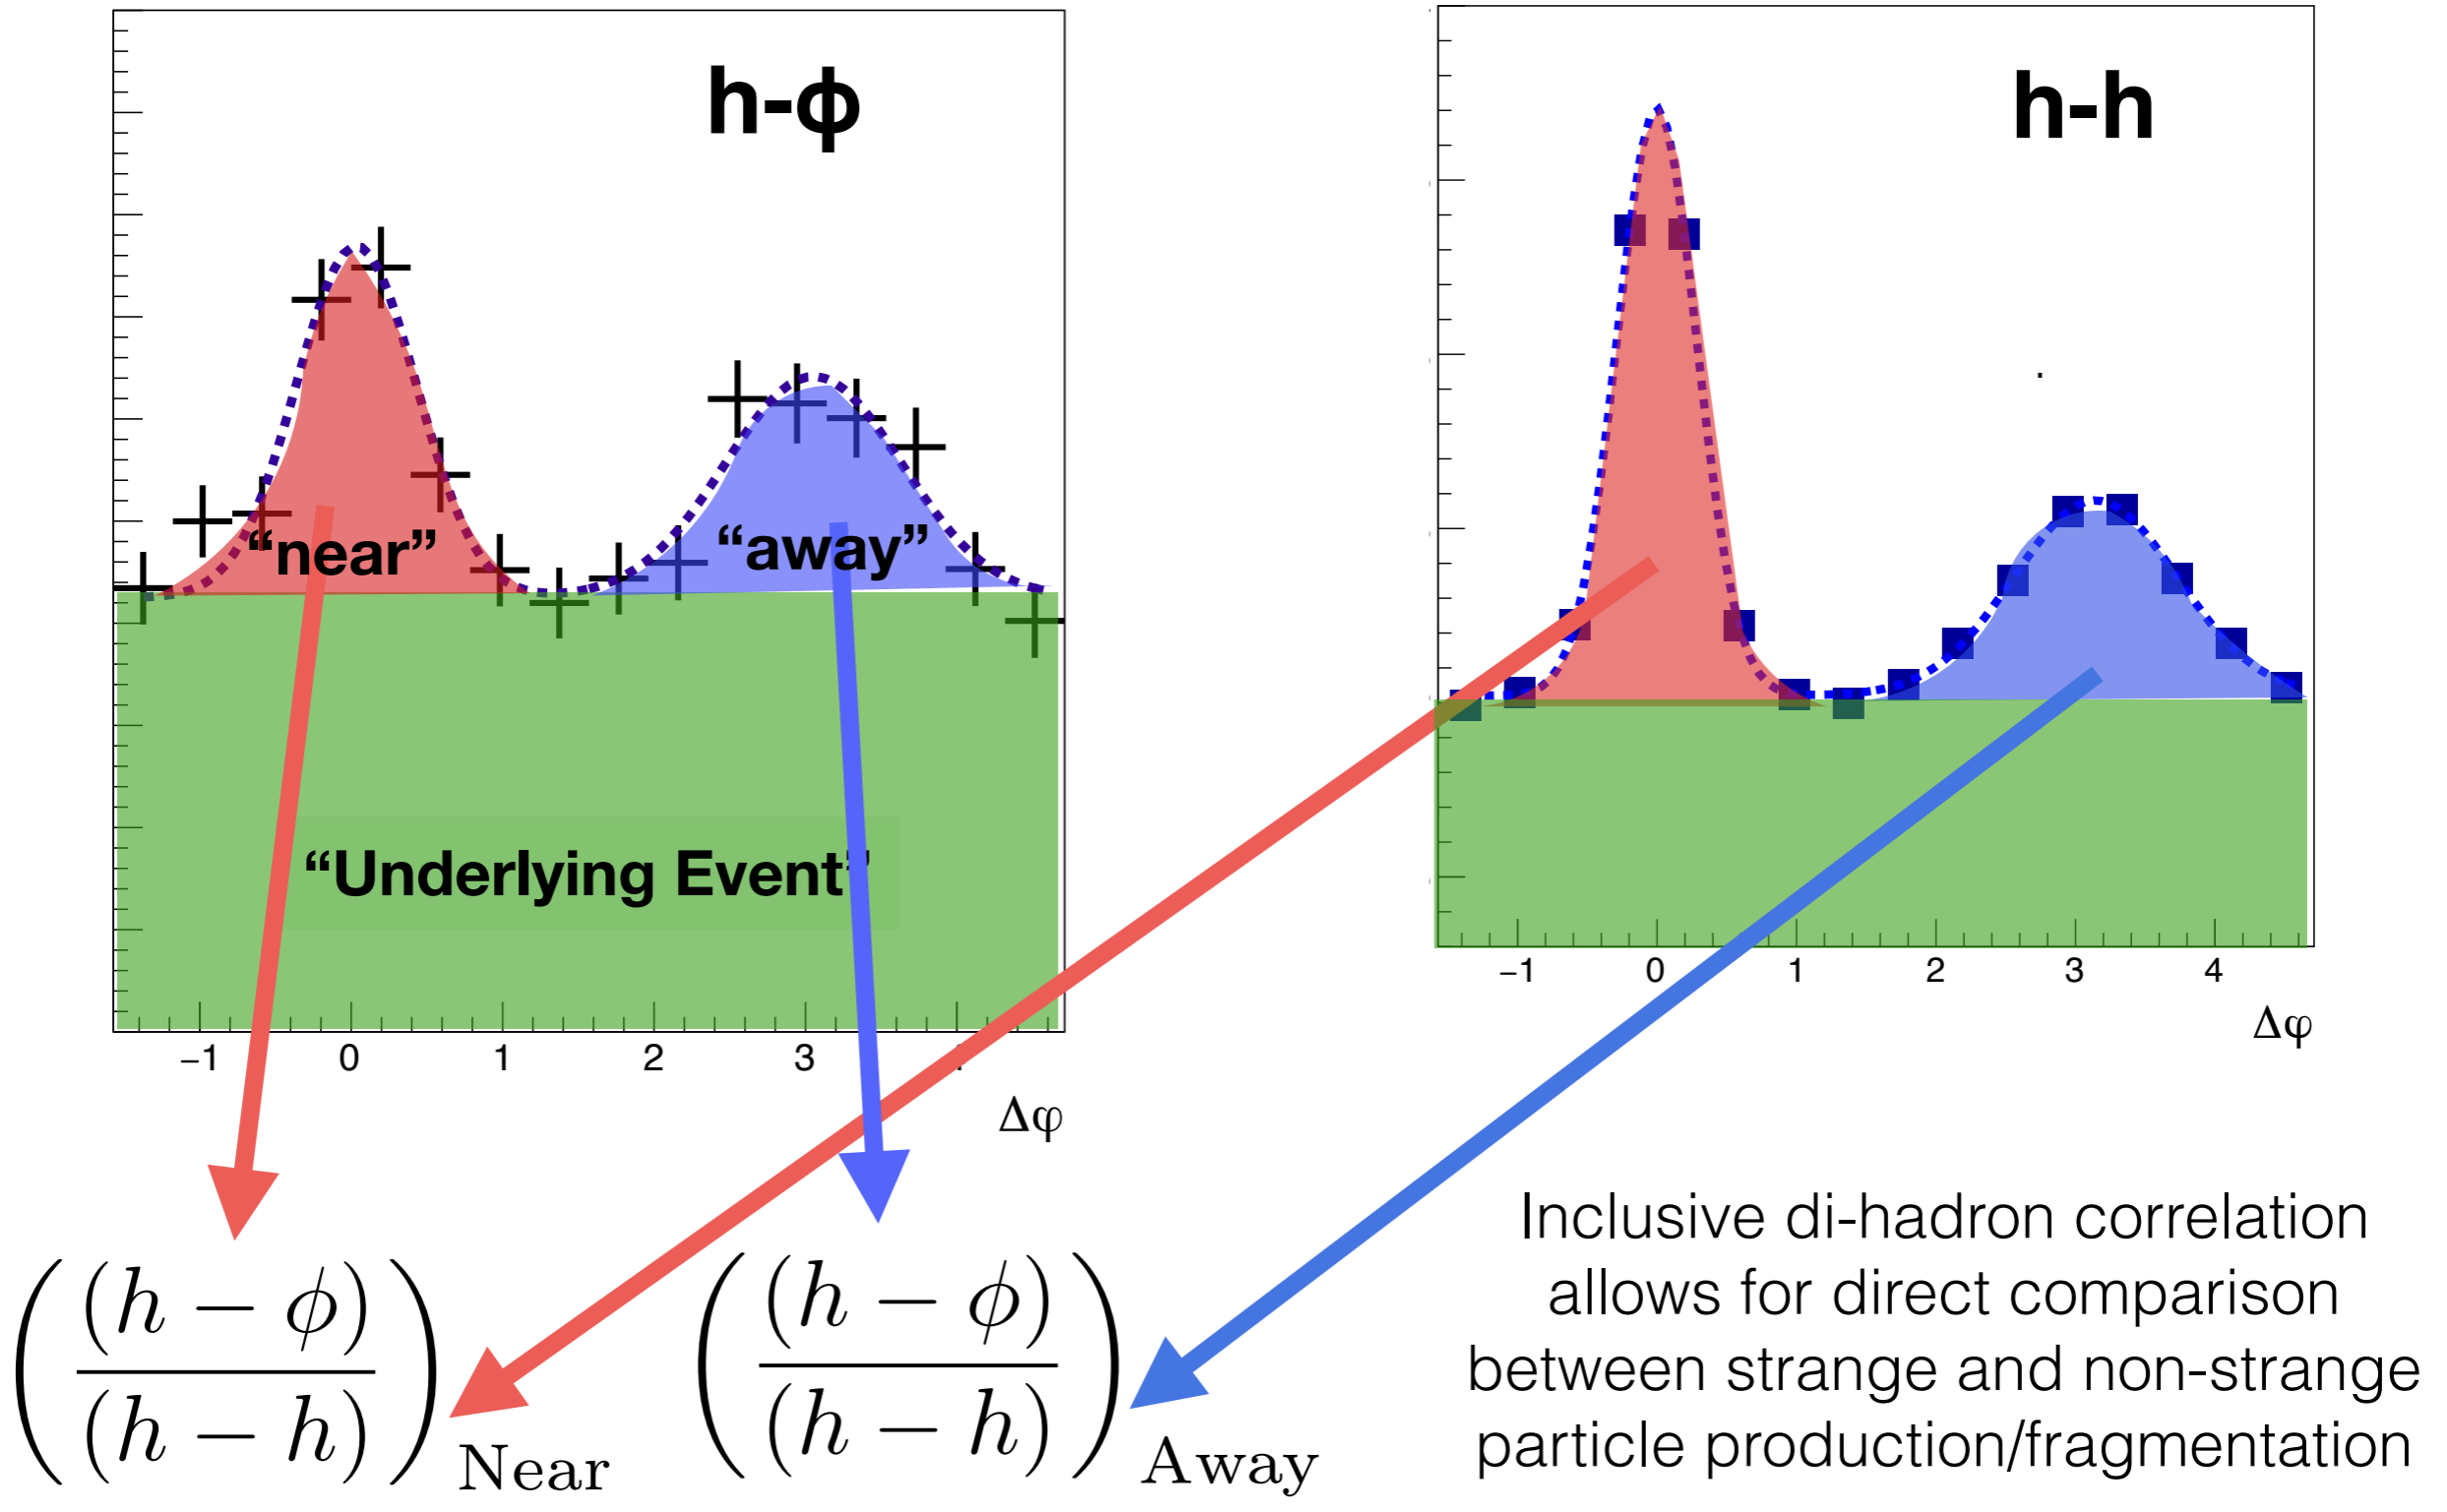 h-ϕ
“near”
“away”
“Underlying Event”
−1 0 1 2 3
Δφ
h-h
−1 0 1 2 3 4
Δφ
((h − ϕ) / (h − h)) Near
((h − ϕ) / (h − h)) Away
Inclusive di-hadron correlation
allows for direct comparison
between strange and non-strange
particle production/fragmentation